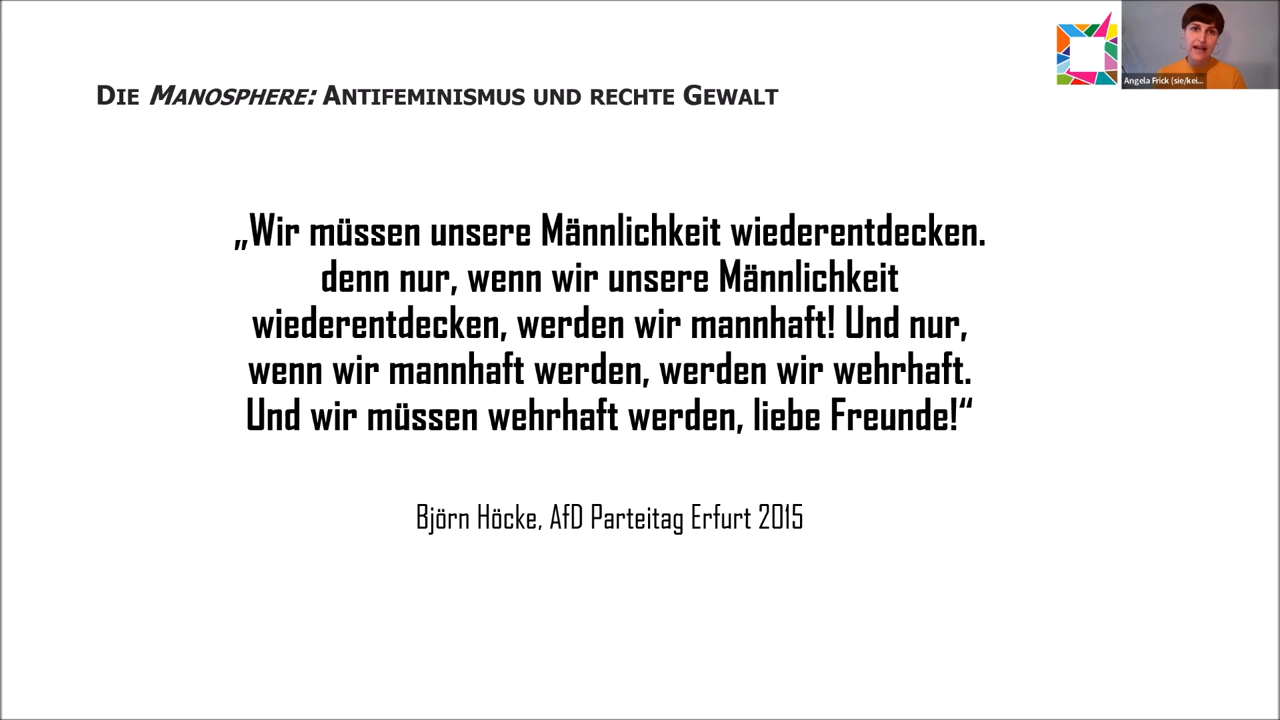 Die Manosphere: Antifeminismus und rechte Gewalt
Angela Frick (sie/kei...
„Wir müssen unsere Männlichkeit wiederentdecken.
denn nur, wenn wir unsere Männlichkeit
wiederentdecken, werden wir mannhaft! Und nur,
wenn wir mannhaft werden, werden wir wehrhaft.
Und wir müssen wehrhaft werden, liebe Freunde!“
Björn Höcke, AfD Parteitag Erfurt 2015